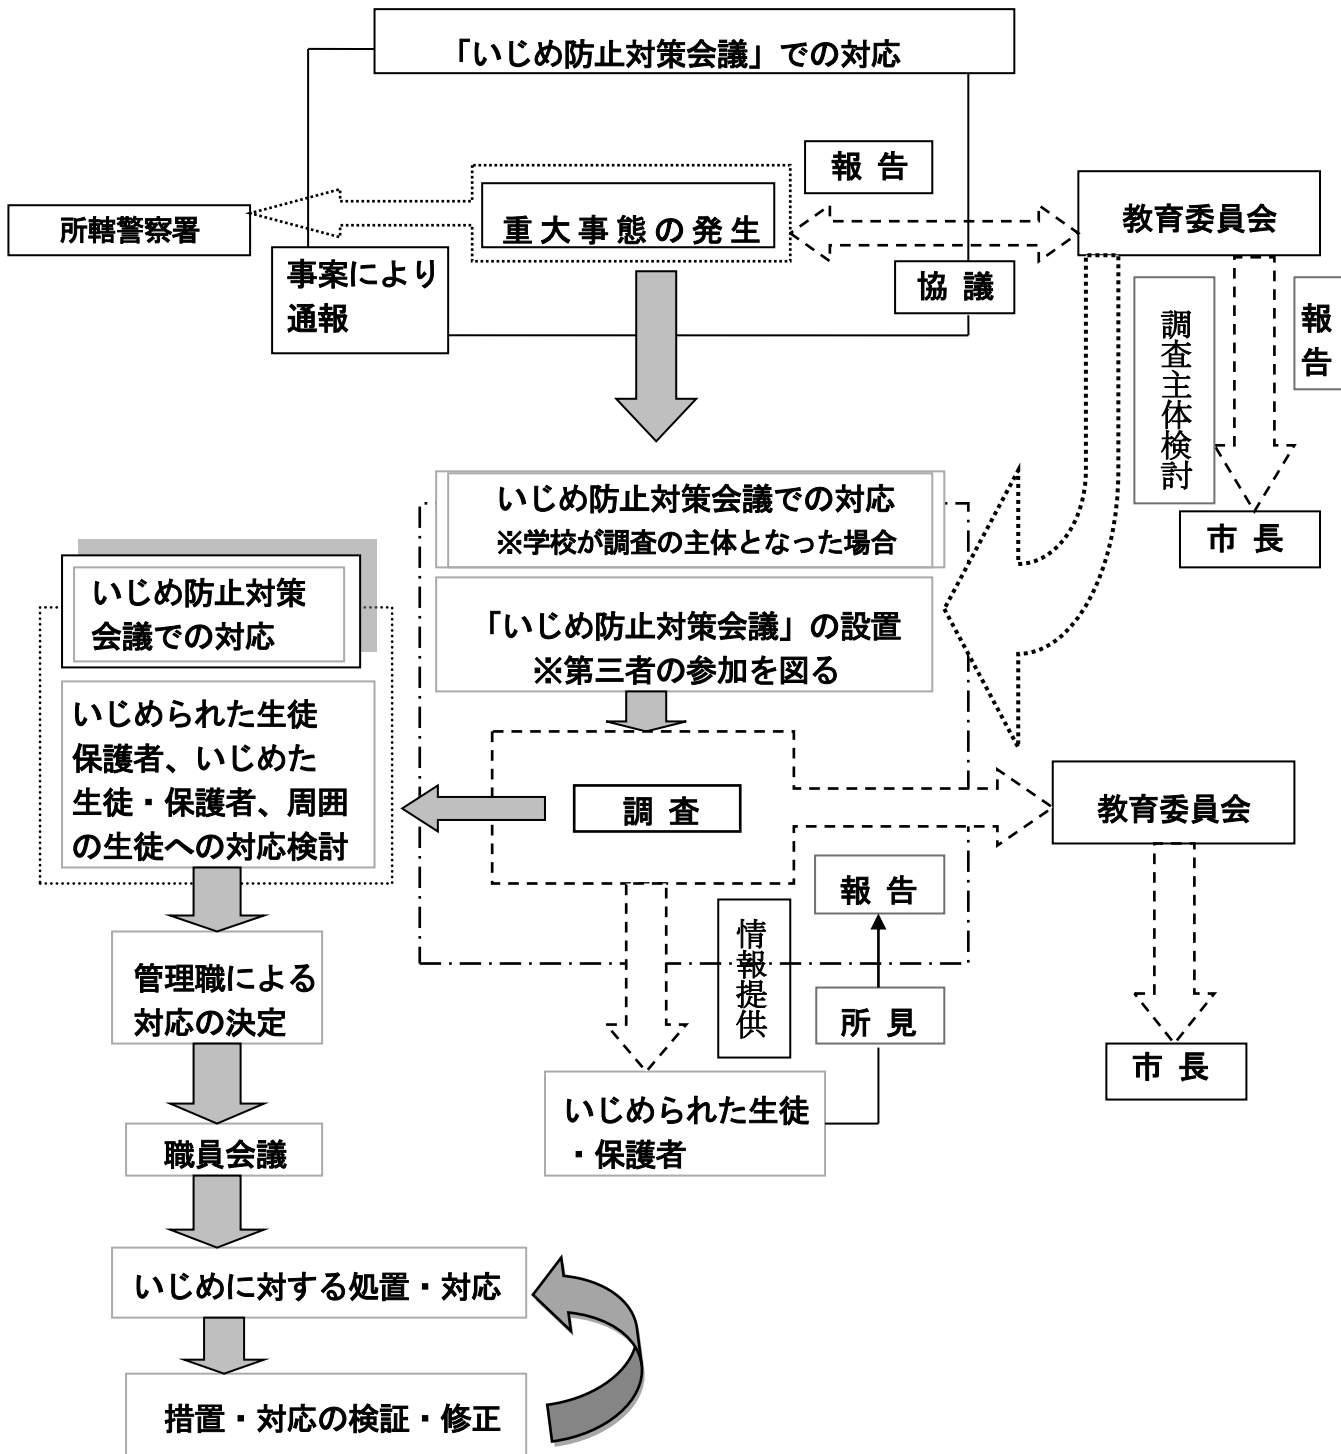 「いじめ防止対策会議」での対応
報 告
教育委員会
所轄警察署
重大事態の発生
事案により
通報
協 議
調査主体検討
報
告
市 長
いじめ防止対策会議での対応
※学校が調査の主体となった場合
「いじめ防止対策会議」の設置
※第三者の参加を図る
いじめ防止対策
会議での対応
いじめられた生徒
保護者、いじめた
生徒・保護者、周囲
の生徒への対応検討
調 査
教育委員会
報 告
情報提供
所 見
市 長
いじめられた生徒
・保護者
管理職による
対応の決定
職員会議
いじめに対する処置・対応
措置・対応の検証・修正